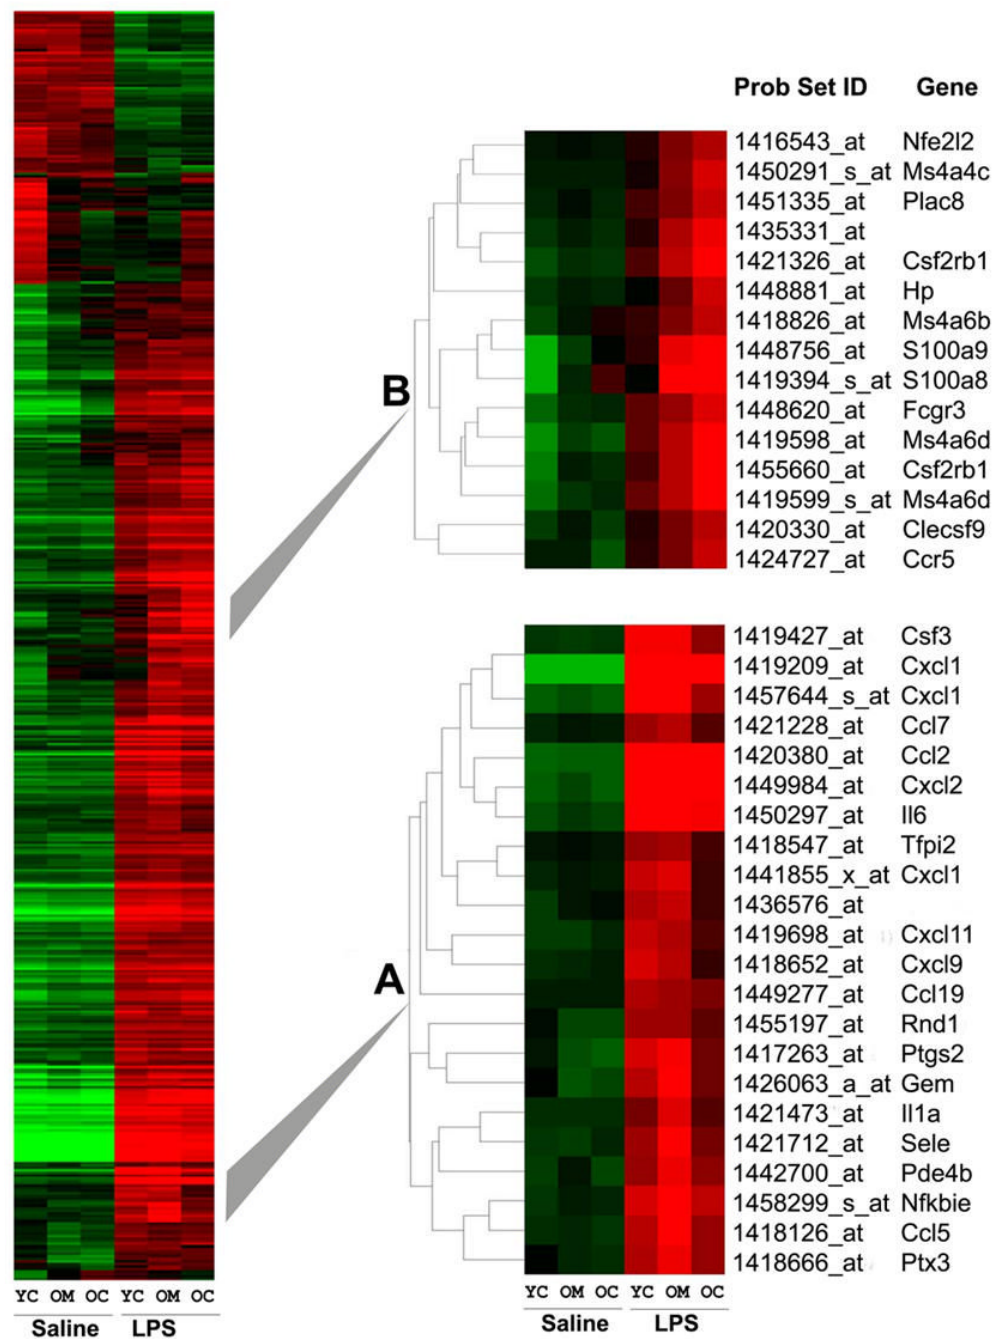 Prob Set ID Gene
1416543_at Nfe2l2
1450291_s_at Ms4a4c
1451335_at Plac8
1435331_at
1421326_at Csf2rb1
1448881_at Hp
1418826_at Ms4a6b
1448756_at S100a9
1419394_s_at S100a8
1448620_at Fcgr3
1419598_at Ms4a6d
1455660_at Csf2rb1
1419599_s_at Ms4a6d
1420330_at Clecsf9
1424727_at Ccr5
B
1419427_at Csf3
1419209_at Cxcl1
1457644_s_at Cxcl1
1421228_at Ccl7
1420380_at Ccl2
1449984_at Cxcl2
1450297_at Il6
1418547_at Tfpi2
1441855_x_at Cxcl1
1436576_at
1419698_at Cxcl11
1418652_at Cxcl9
1449277_at Ccl19
1455197_at Rnd1
1417263_at Ptgs2
1426063_a_at Gem
1421473_at Il1a
1421712_at Sele
1442700_at Pde4b
1458299_s_at Nfkbie
1418126_at Ccl5
1418666_at Ptx3
A
YC OM OC YC OM OC
Saline LPS
YC OM OC YC OM OC
Saline LPS